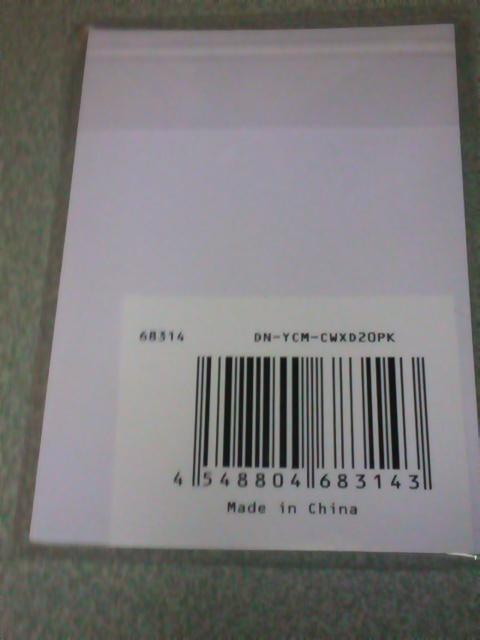 68314 DN-YCM-CWXD20PK
4 548804 683143
Made in China